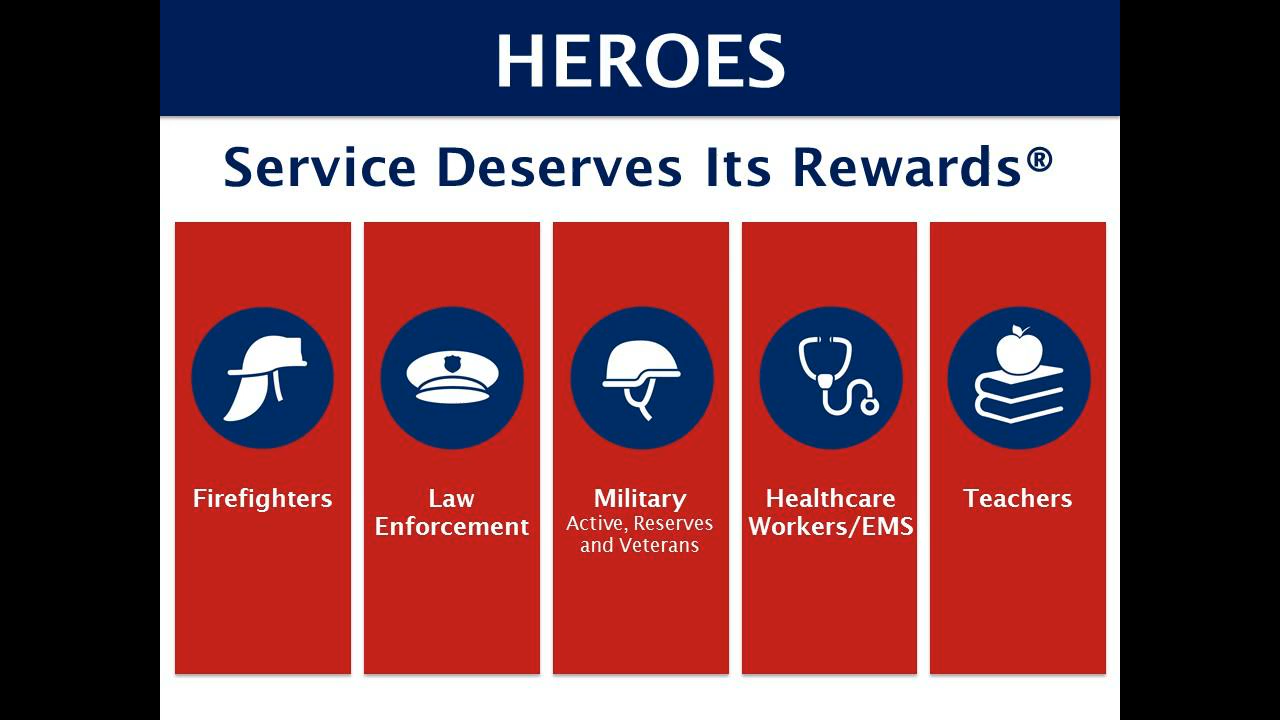 HEROES
Service Deserves Its Rewards®
Firefighters
Law
Enforcement
Military
Active, Reserves
and Veterans
Healthcare
Workers/EMS
Teachers